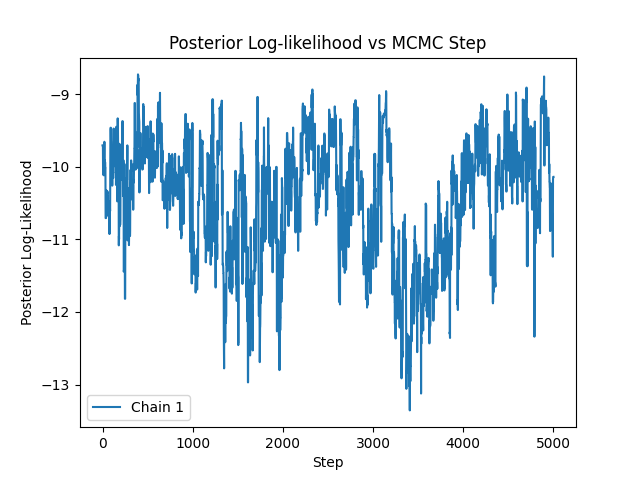 Posterior Log-likelihood vs MCMC Step
Posterior Log-Likelihood
−9
−10
−11
−12
−13
Chain 1
0 1000 2000 3000 4000 5000
Step